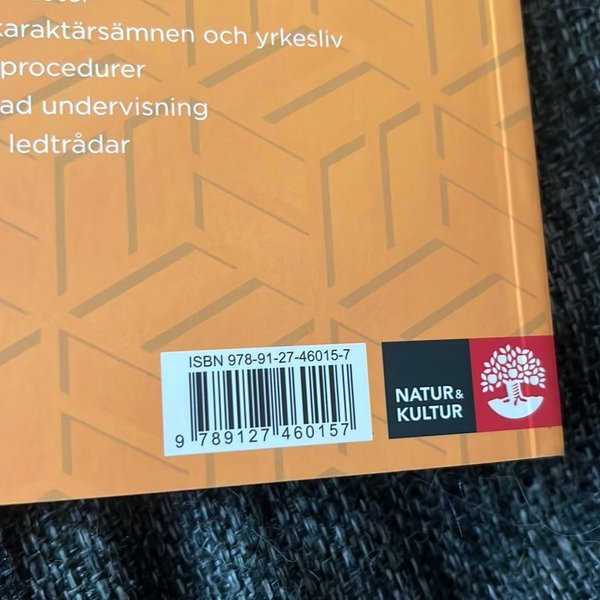 karaktärsämnen och yrkesliv
procedurer
ad undervisning
ledtrådar
ISBN 978-91-27-46015-7
9 789127 460157
NATUR&
KULTUR